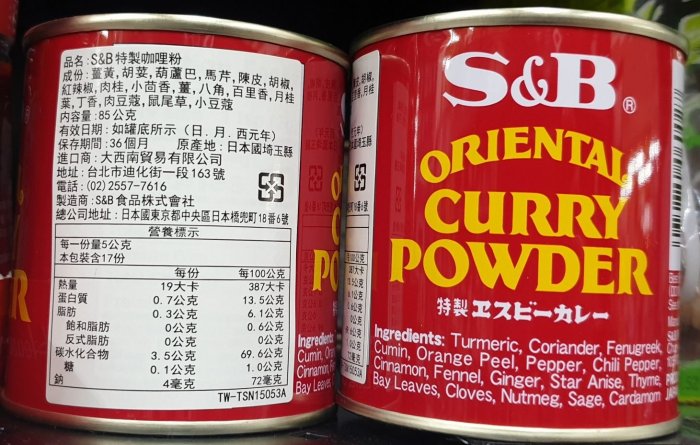 品名:S&B特製咖哩粉
成份:薑黃,胡荽,葫蘆巴,馬芹,陳皮,胡椒,
紅辣椒,肉桂,小茴香,薑,八角,百里香,月桂
葉,丁香,肉豆蔻,鼠尾草,小豆蔻
內容量:85公克
有效日期:如罐底所示(日.月.西元年)
保存期間:36個月 原產地:日本國埼玉縣
進口商:大西南貿易有限公司
地址:台北市迪化街一段163號
電話:(02)2557-7616
製造商:S&B食品株式會社
總公司地址:日本國東京都中央區日本橋兜町18番6號
營養標示
每一份量5公克
本包裝含17份
每份 每100公克
熱量 19大卡 387大卡
蛋白質 0.7公克 13.5公克
脂肪 0.3公克 6.1公克
飽和脂肪 0公克 0.6公克
反式脂肪 0公克 0公克
碳水化合物 3.5公克 69.6公克
糖 0.1公克 1.0公克
鈉 4毫克 72毫克
TW-TSN15053A
S&B®
ORIENTAL
CURRY
POWDER
特製エスビーカレー
Ingredients: Turmeric, Coriander, Fenugreek,
Cumin, Orange Peel, Pepper, Chili Pepper,
Cinnamon, Fennel, Ginger, Star Anise, Thyme,
Bay Leaves, Cloves, Nutmeg, Sage, Cardamom